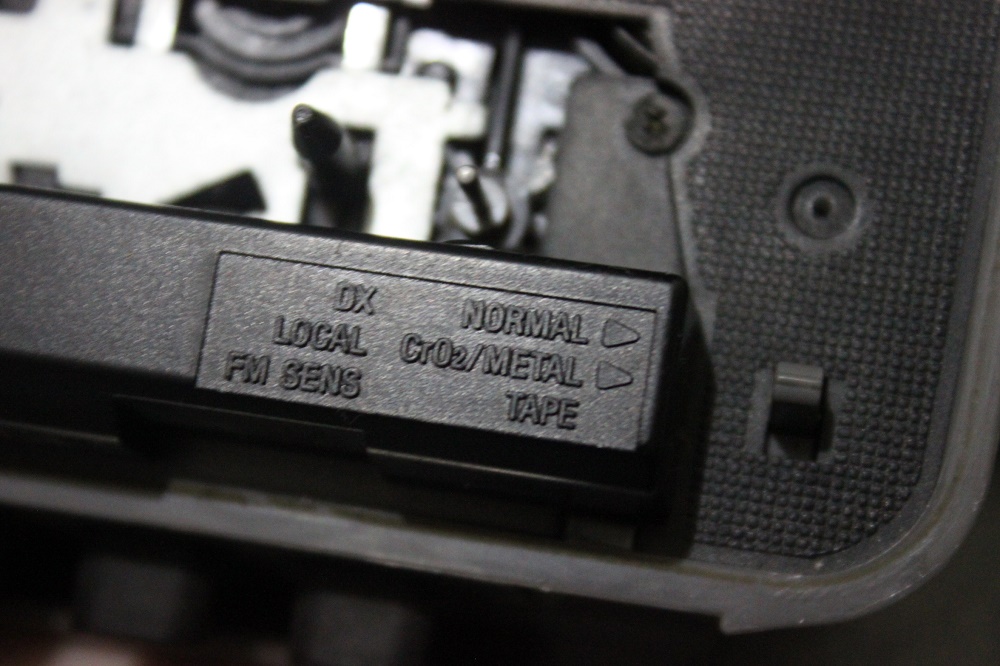 DX
LOCAL
FM SENS
NORMAL
CrO2/METAL
TAPE